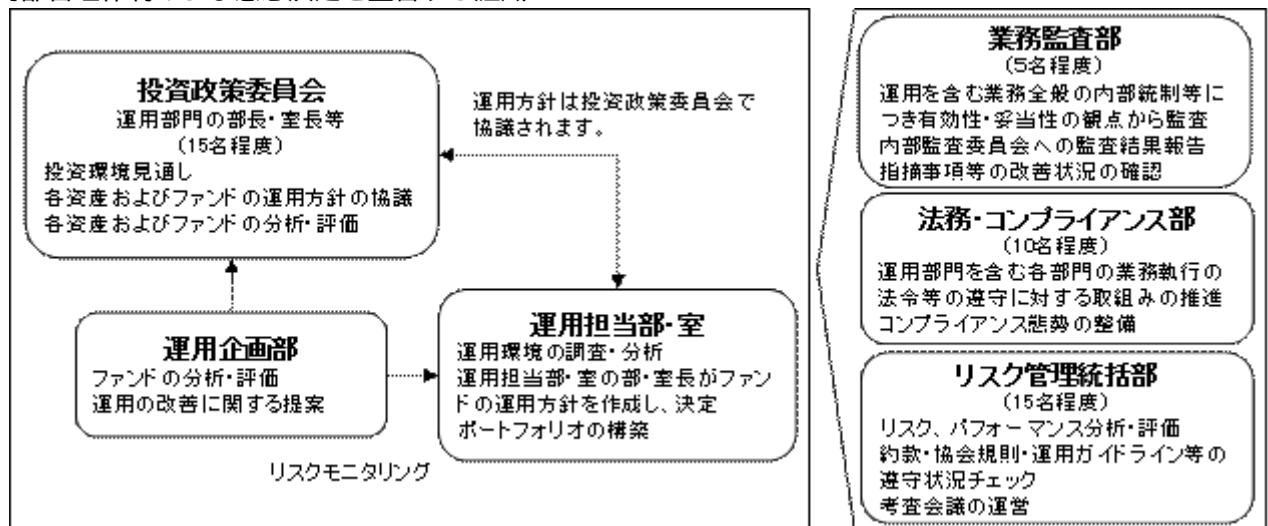 投資政策委員会
運用部門の部長・室長等
(15名程度)
投資環境見通し
各資産およびファンドの運用方針の協議
各資産およびファンドの分析・評価
運用方針は投資政策委員会で
協議されます。
運用企画部
ファンドの分析・評価
運用の改善に関する提案
運用担当部・室
運用環境の調査・分析
運用担当部・室の部・室長がファン
ドの運用方針を作成し、決定
ポートフォリオの構築
リスクモニタリング
業務監査部
(5名程度)
運用を含む業務全般の内部統制等に
つき有効性・妥当性の観点から監査
内部監査委員会への監査結果報告
指摘事項等の改善状況の確認
法務・コンプライアンス部
(10名程度)
運用部門を含む各部門の業務執行の
法令等の遵守に対する取組みの推進
コンプライアンス態勢の整備
リスク管理統括部
(15名程度)
リスク、パフォーマンス分析・評価
約款・協会規則・運用ガイドライン等の
遵守状況チェック
考査会議の運営